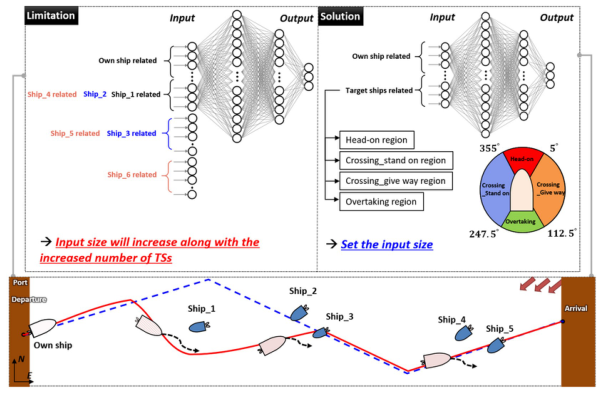 Limitation
Input
Output
Own ship related
Ship_4 related Ship_2 Ship_1 related
Ship_5 related Ship_3 related
Ship_6 related
→ Input size will increase along with the
increased number of TSs
Solution
Input
Output
Own ship related
Target ships related
Head-on region
Crossing_stand on region
Crossing_give way region
Overtaking region
355°
5°
Head-on
Crossing
_Stand on
Crossing
_Give way
Overtaking
247.5°
112.5°
→ Set the input size
Port
Departure
Own ship
N
E
Ship_1
Ship_2
Ship_3
Ship_4
Ship_5
Arrival